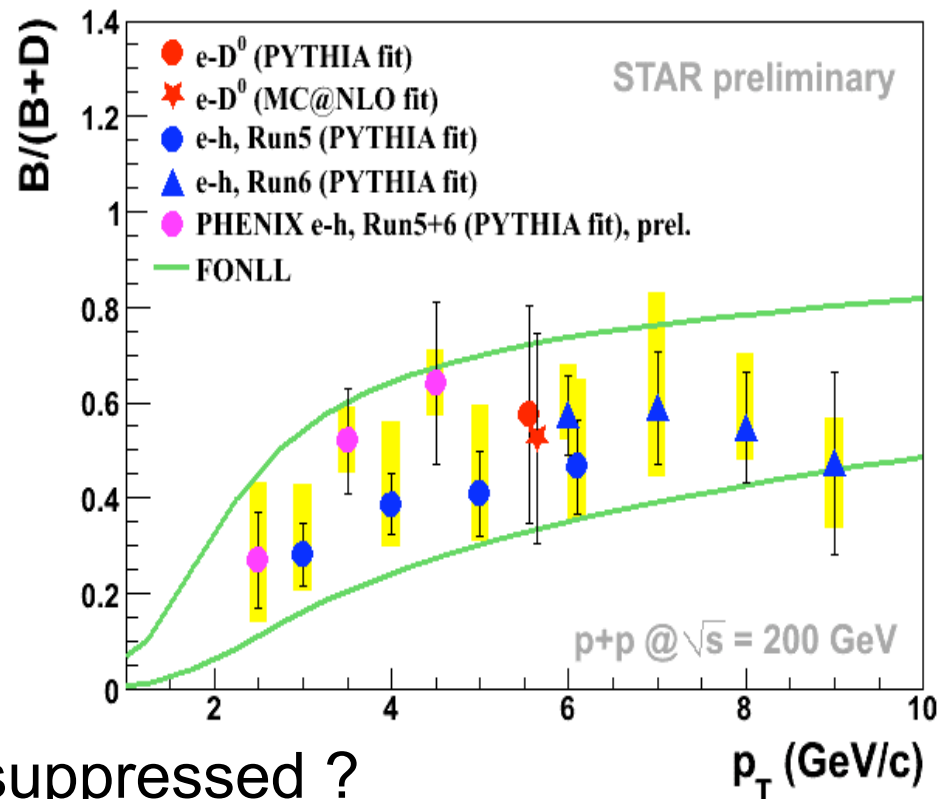 B/(B+D)
1.4
1.2
1
0.8
0.6
0.4
0.2
0
e-D⁰ (PYTHIA fit)
e-D⁰ (MC@NLO fit)
e-h, Run5 (PYTHIA fit)
e-h, Run6 (PYTHIA fit)
PHENIX e-h, Run5+6 (PYTHIA fit), prel.
FONLL
STAR preliminary
p+p @ √s = 200 GeV
2 4 6 8 10
p_T (GeV/c)
suppressed ?